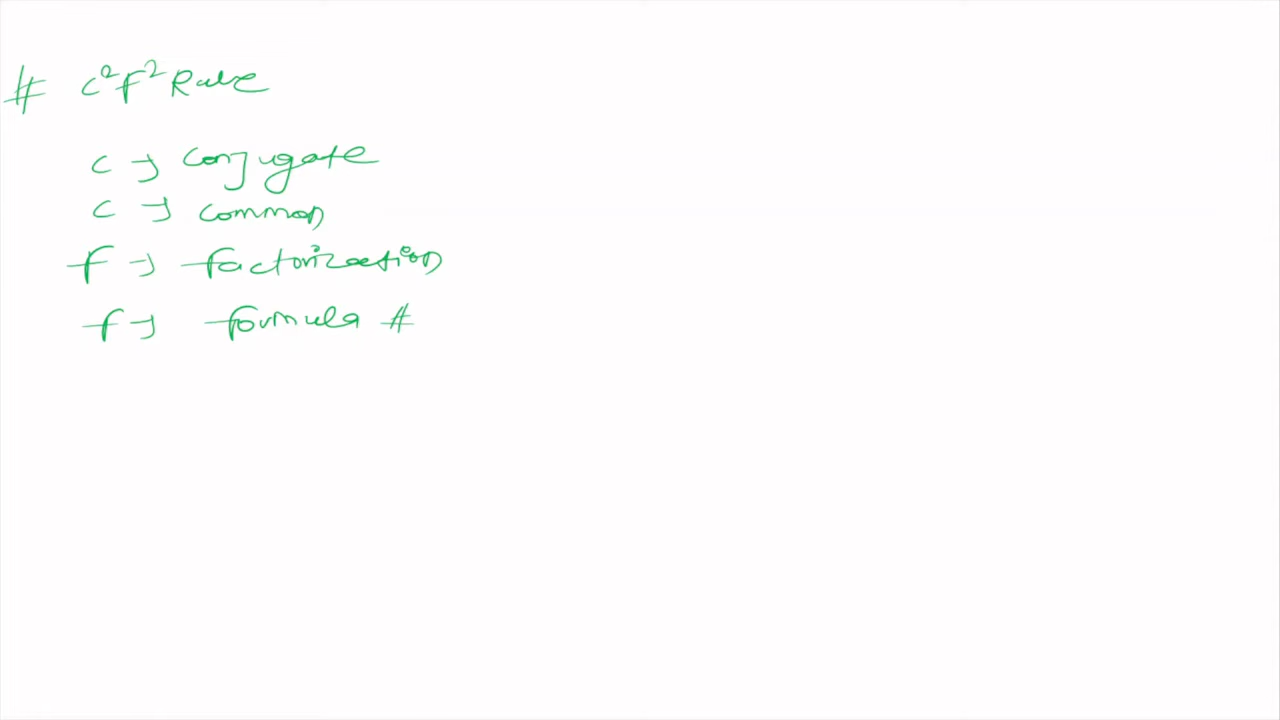 # C²F² Rule
C → conjugate
C → common
f → factorization
f → formula #